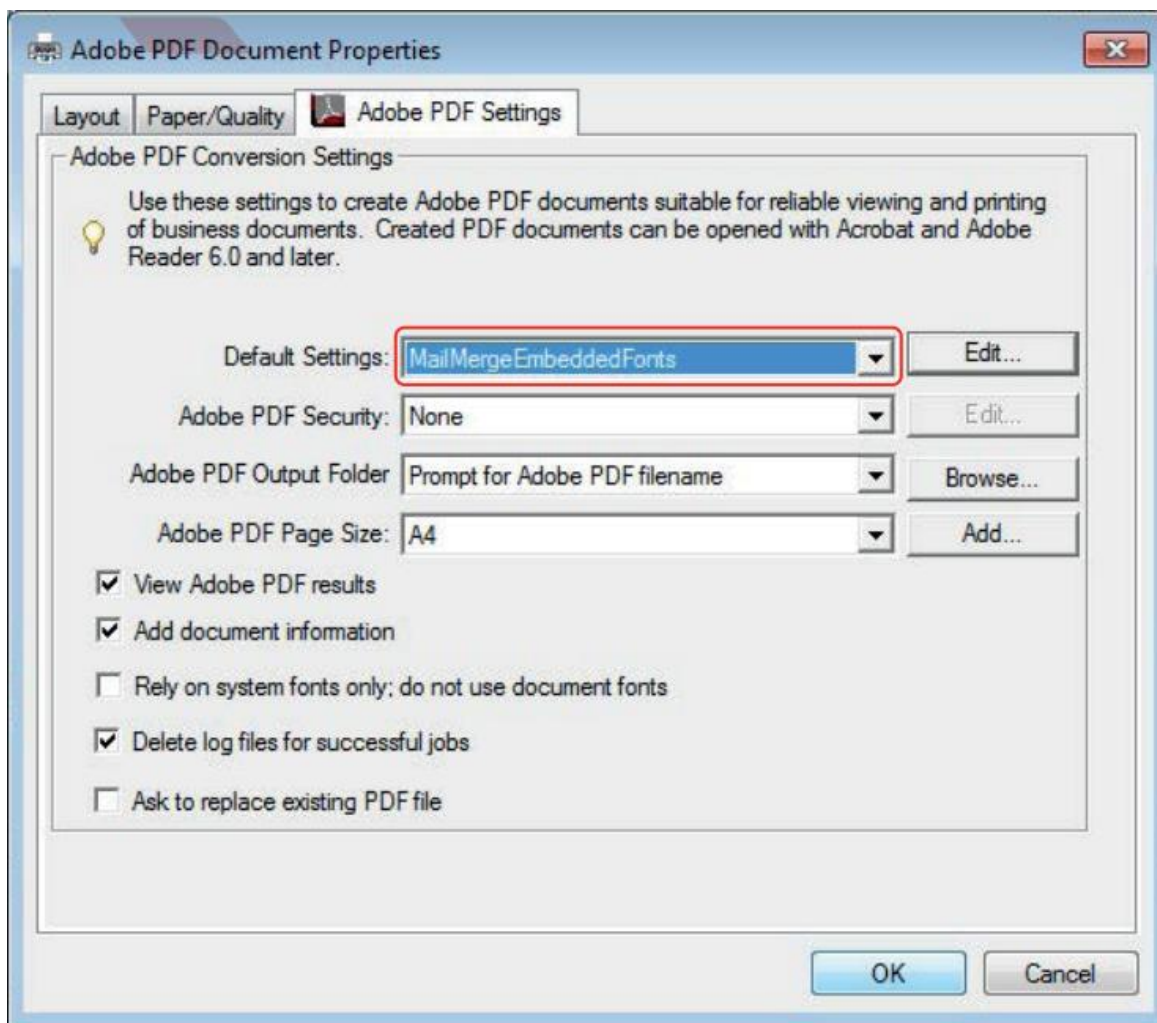 Adobe PDF Document Properties
Layout Paper/Quality Adobe PDF Settings
Adobe PDF Conversion Settings
Use these settings to create Adobe PDF documents suitable for reliable viewing and printing
of business documents. Created PDF documents can be opened with Acrobat and Adobe
Reader 6.0 and later.
Default Settings: MailMergeEmbeddedFonts Edit...
Adobe PDF Security: None Edit...
Adobe PDF Output Folder Prompt for Adobe PDF filename Browse...
Adobe PDF Page Size: A4 Add...
View Adobe PDF results
Add document information
Rely on system fonts only; do not use document fonts
Delete log files for successful jobs
Ask to replace existing PDF file
OK Cancel